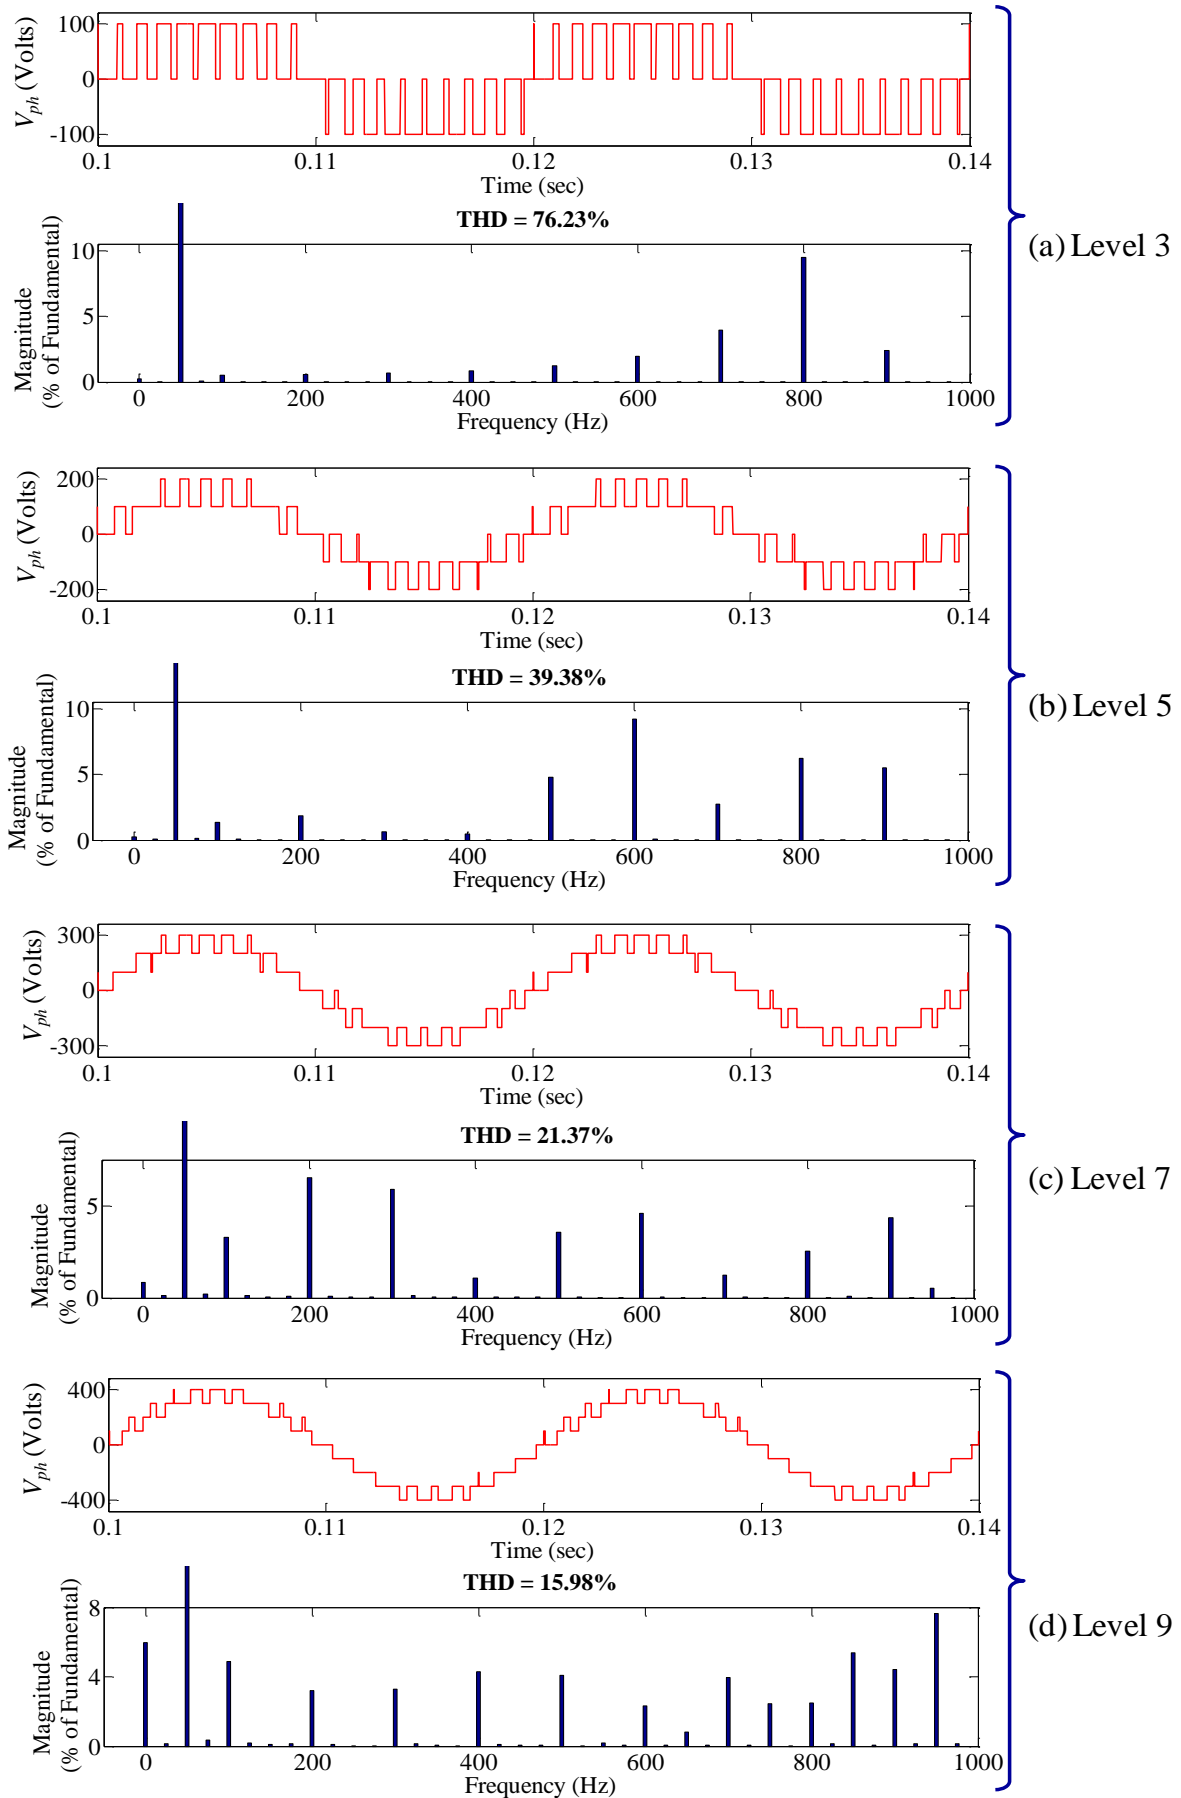 V_ph (Volts)
100
0
-100
0.1 0.11 0.12 0.13 0.14
Time (sec)
THD = 76.23%
Magnitude
(% of Fundamental)
10
5
0
0 200 400 600 800 1000
Frequency (Hz)
(a) Level 3
V_ph (Volts)
200
0
-200
0.1 0.11 0.12 0.13 0.14
Time (sec)
THD = 39.38%
Magnitude
(% of Fundamental)
10
5
0
0 200 400 600 800 1000
Frequency (Hz)
(b) Level 5
V_ph (Volts)
300
0
-300
0.1 0.11 0.12 0.13 0.14
Time (sec)
THD = 21.37%
Magnitude
(% of Fundamental)
5
0
0 200 400 600 800 1000
Frequency (Hz)
(c) Level 7
V_ph (Volts)
400
0
-400
0.1 0.11 0.12 0.13 0.14
Time (sec)
THD = 15.98%
Magnitude
(% of Fundamental)
8
4
0
0 200 400 600 800 1000
Frequency (Hz)
(d) Level 9